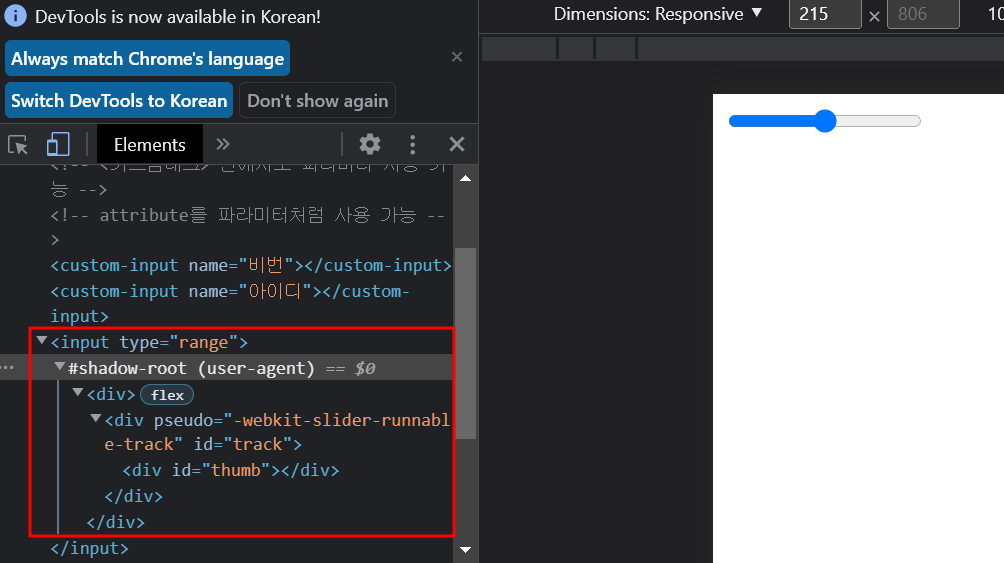 DevTools is now available in Korean!
Always match Chrome's language
Switch DevTools to Korean
Don't show again
Elements
능 -->
<!-- attribute를 파라미터처럼 사용 가능 --
>
<custom-input name="비번"></custom-input>
<custom-input name="아이디"></custom-
input>
<input type="range">
#shadow-root (user-agent) == $0
<div> flex
<div pseudo="-webkit-slider-runnabl
e-track" id="track">
<div id="thumb"></div>
</div>
</div>
</input>
Dimensions: Responsive
215 × 806
10